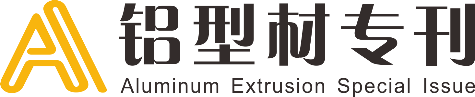 铝型材专刊
Aluminum Extrusion Special Issue